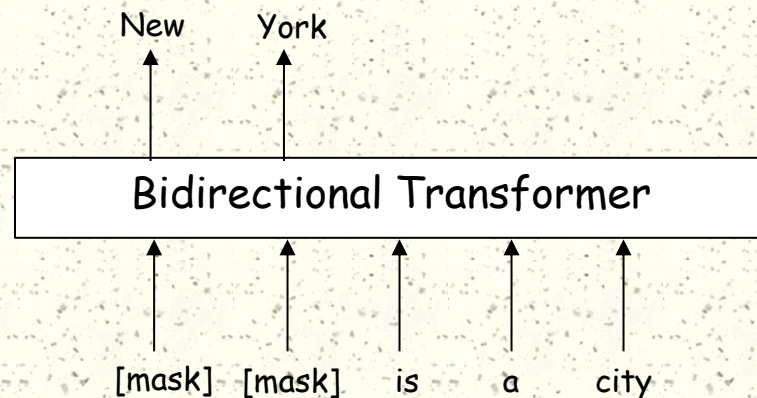 New York
Bidirectional Transformer
[mask] [mask] is a city